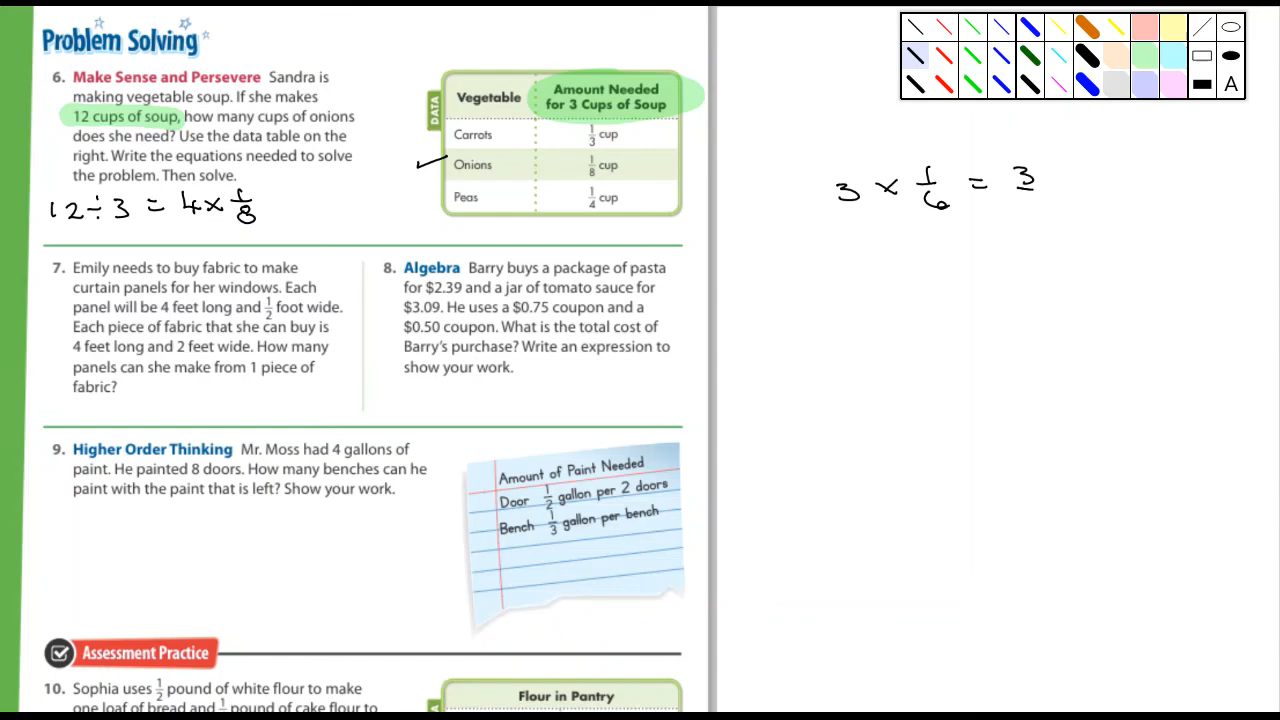 Problem Solving
6. Make Sense and Persevere Sandra is
making vegetable soup. If she makes
12 cups of soup, how many cups of onions
does she need? Use the data table on the
right. Write the equations needed to solve
the problem. Then solve.
12 ÷ 3 = 4 × 1/8
DATA
Vegetable Amount Needed
for 3 Cups of Soup
Carrots 1/3 cup
Onions 1/8 cup
Peas 1/4 cup
A
3 × 1/6 = 3
7. Emily needs to buy fabric to make
curtain panels for her windows. Each
panel will be 4 feet long and 1/2 foot wide.
Each piece of fabric that she can buy is
4 feet long and 2 feet wide. How many
panels can she make from 1 piece of
fabric?
8. Algebra Barry buys a package of pasta
for $2.39 and a jar of tomato sauce for
$3.09. He uses a $0.75 coupon and a
$0.50 coupon. What is the total cost of
Barry's purchase? Write an expression to
show your work.
9. Higher Order Thinking Mr. Moss had 4 gallons of
paint. He painted 8 doors. How many benches can he
paint with the paint that is left? Show your work.
Amount of Paint Needed
Door 1/2 gallon per 2 doors
Bench 1/3 gallon per bench
Assessment Practice
10. Sophia uses 1/2 pound of white flour to make
one loaf of bread and pound of cake flour to
Flour in Pantry